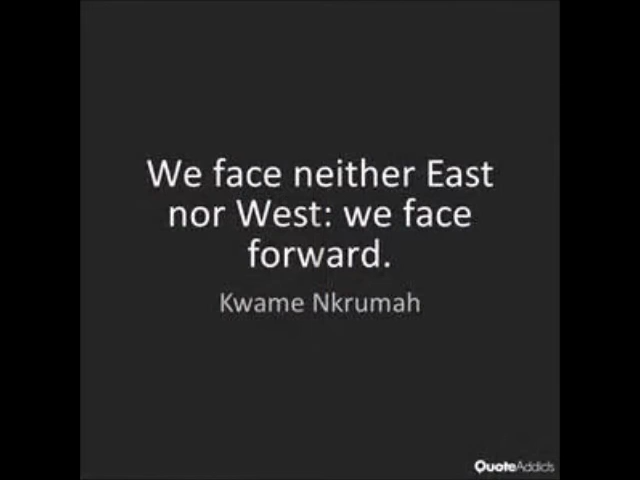 We face neither East
nor West: we face
forward.
Kwame Nkrumah
QuoteAddicts